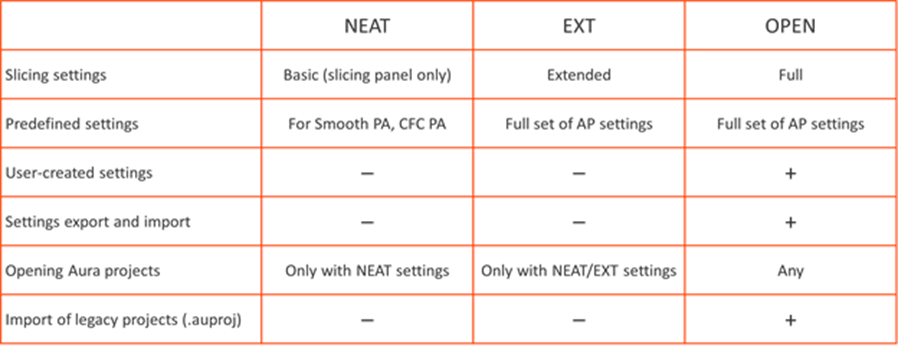 NEAT EXT OPEN
Slicing settings Basic (slicing panel only) Extended Full
Predefined settings For Smooth PA, CFC PA Full set of AP settings Full set of AP settings
User-created settings − − +
Settings export and import − − +
Opening Aura projects Only with NEAT settings Only with NEAT/EXT settings Any
Import of legacy projects (.auproj) − − +